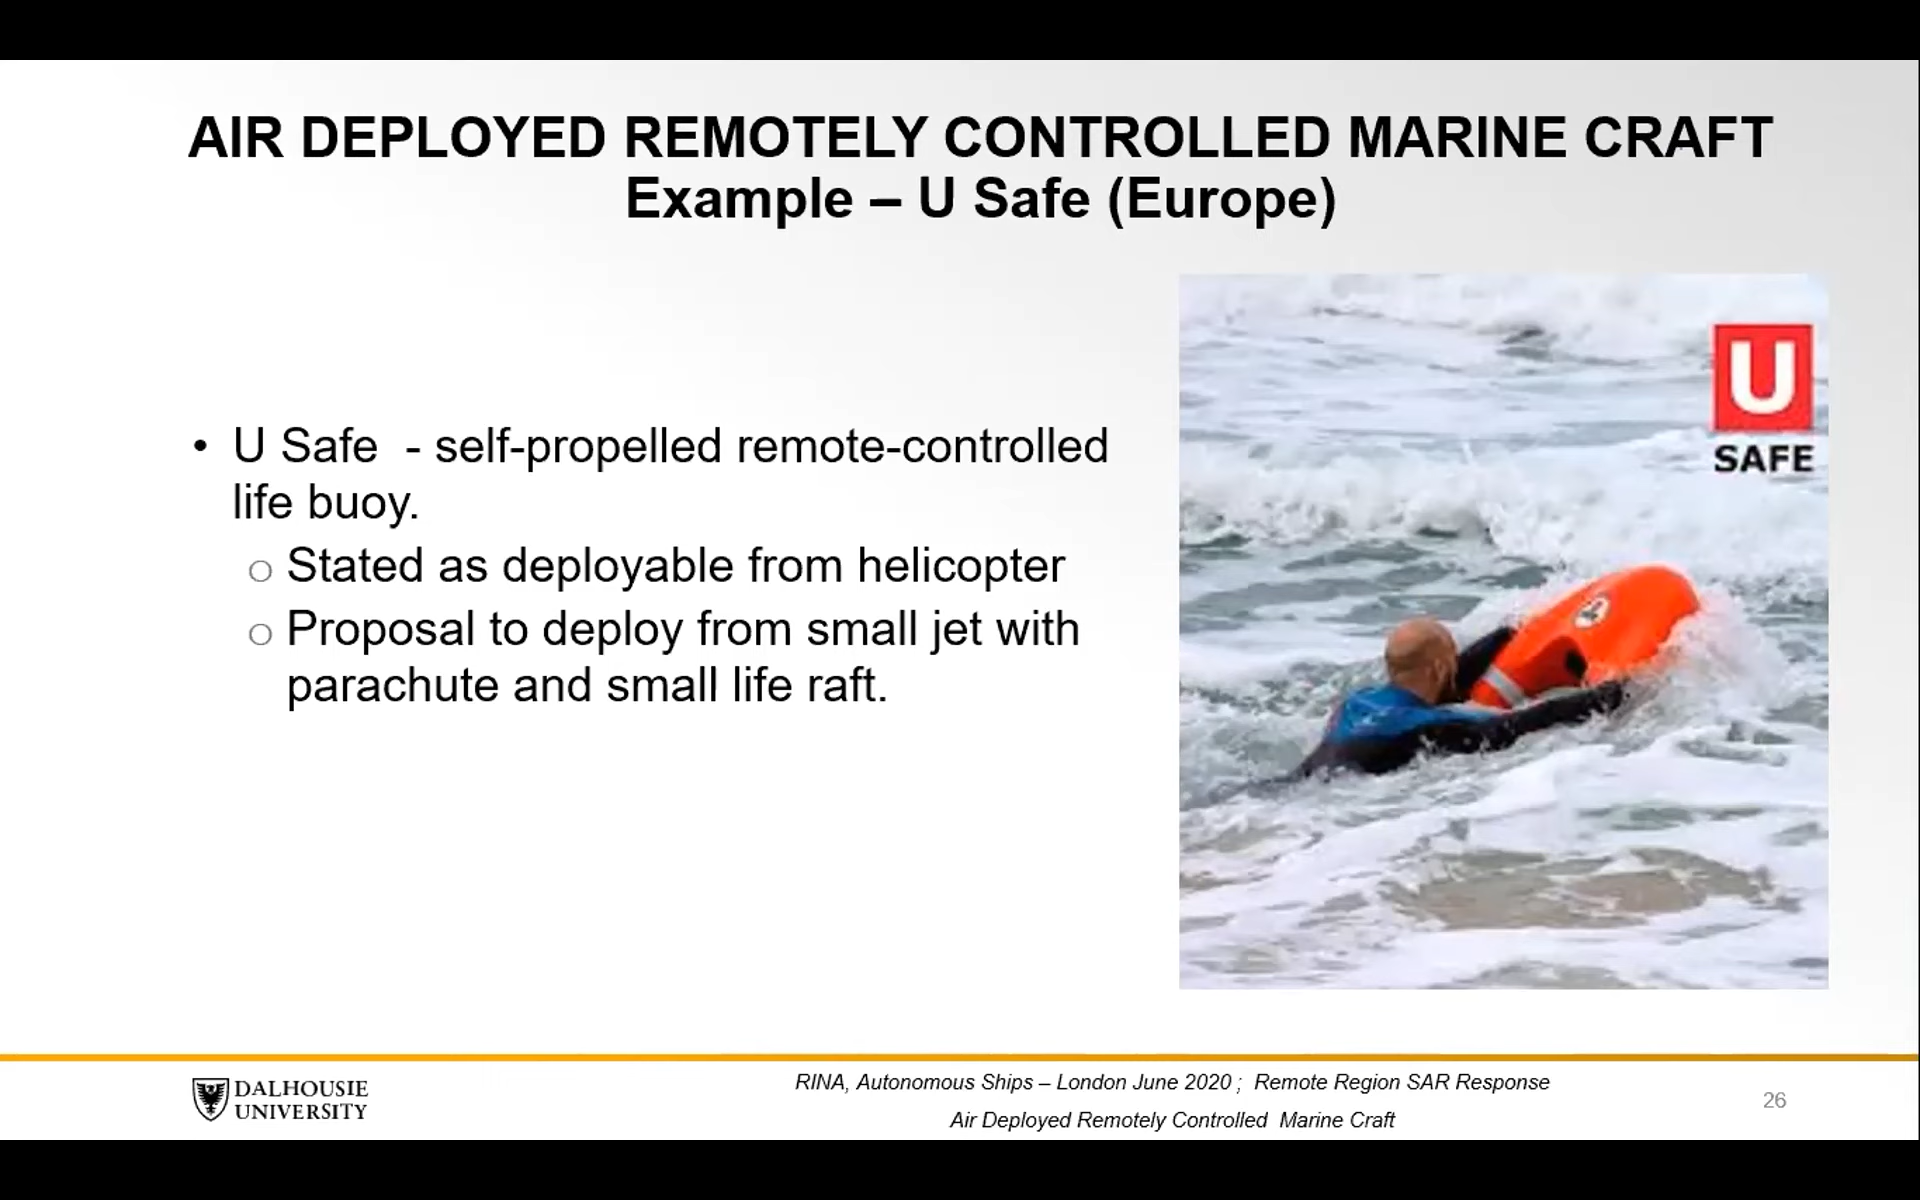 AIR DEPLOYED REMOTELY CONTROLLED MARINE CRAFT
Example – U Safe (Europe)
• U Safe  - self-propelled remote-controlled
life buoy.
o Stated as deployable from helicopter
o Proposal to deploy from small jet with
parachute and small life raft.
U
SAFE
DALHOUSIE
UNIVERSITY
RINA, Autonomous Ships – London June 2020 ;  Remote Region SAR Response
Air Deployed Remotely Controlled  Marine Craft
26